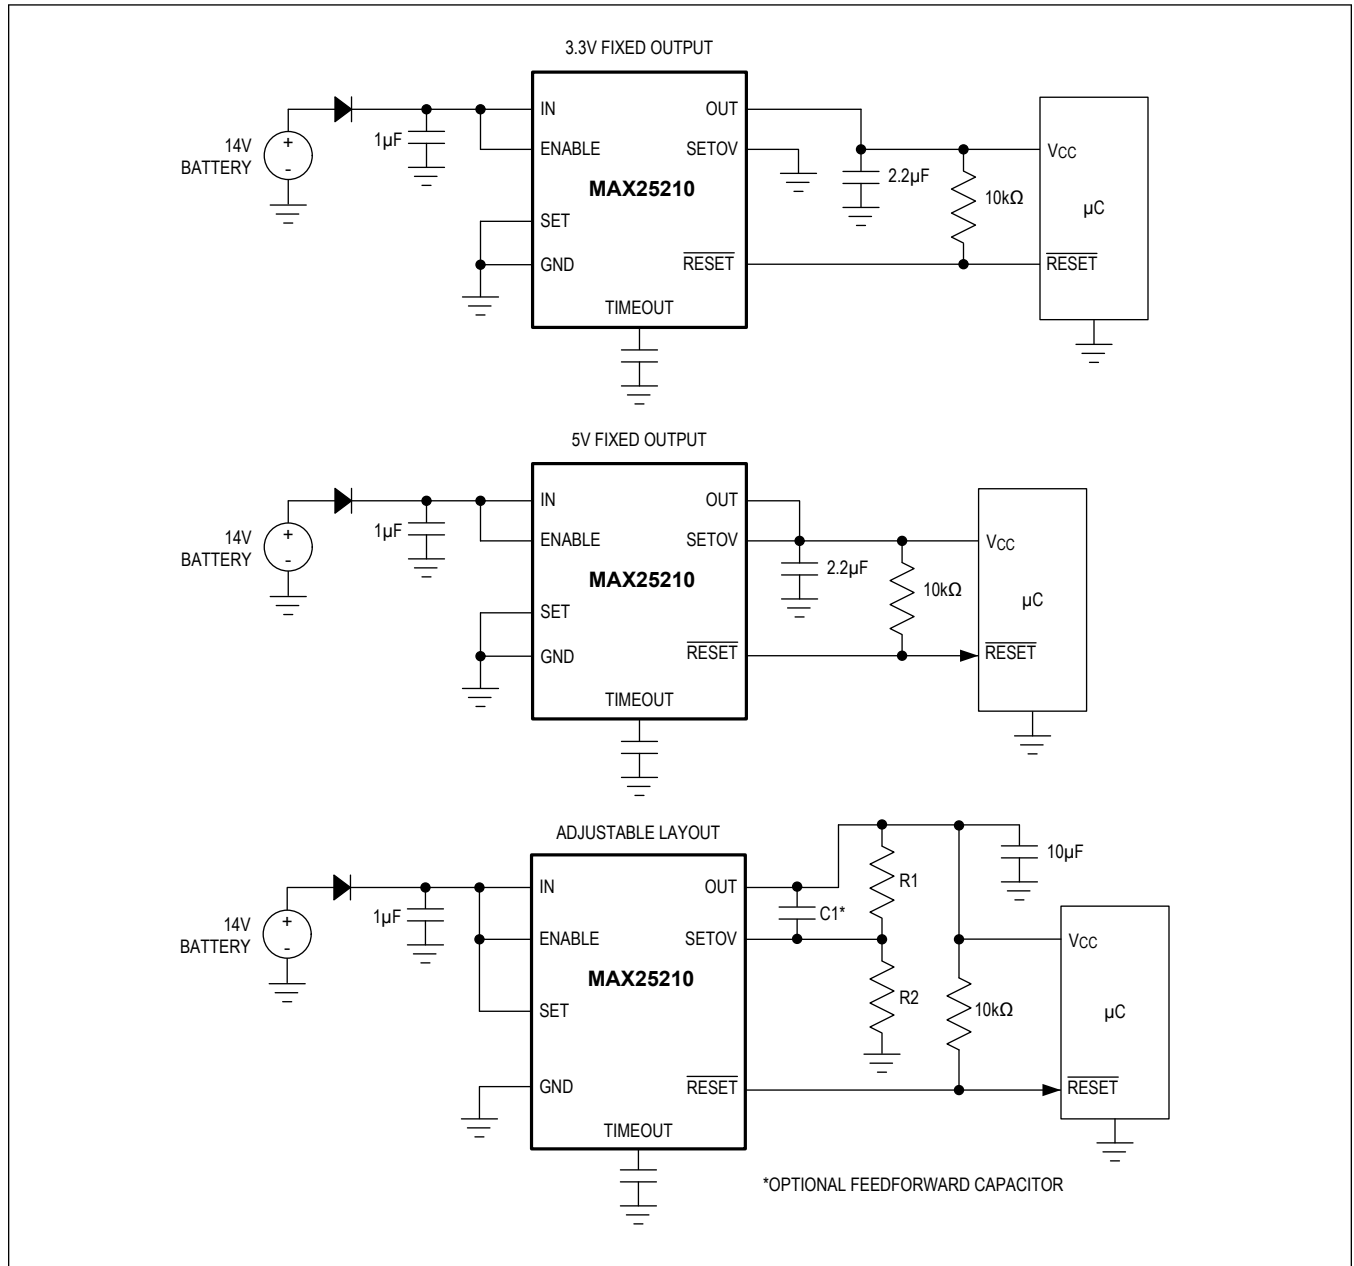 3.3V FIXED OUTPUT
IN
OUT
14V
BATTERY
+
-
1µF
ENABLE
SETOV
MAX25210
2.2µF
10kΩ
VCC
µC
SET
GND
RESET
RESET
TIMEOUT
5V FIXED OUTPUT
IN
OUT
14V
BATTERY
+
-
1µF
ENABLE
SETOV
MAX25210
2.2µF
10kΩ
VCC
µC
SET
GND
RESET
RESET
TIMEOUT
ADJUSTABLE LAYOUT
IN
OUT
14V
BATTERY
+
-
1µF
C1*
R1
10µF
ENABLE
SETOV
VCC
MAX25210
SET
R2
10kΩ
µC
GND
RESET
RESET
TIMEOUT
*OPTIONAL FEEDFORWARD CAPACITOR